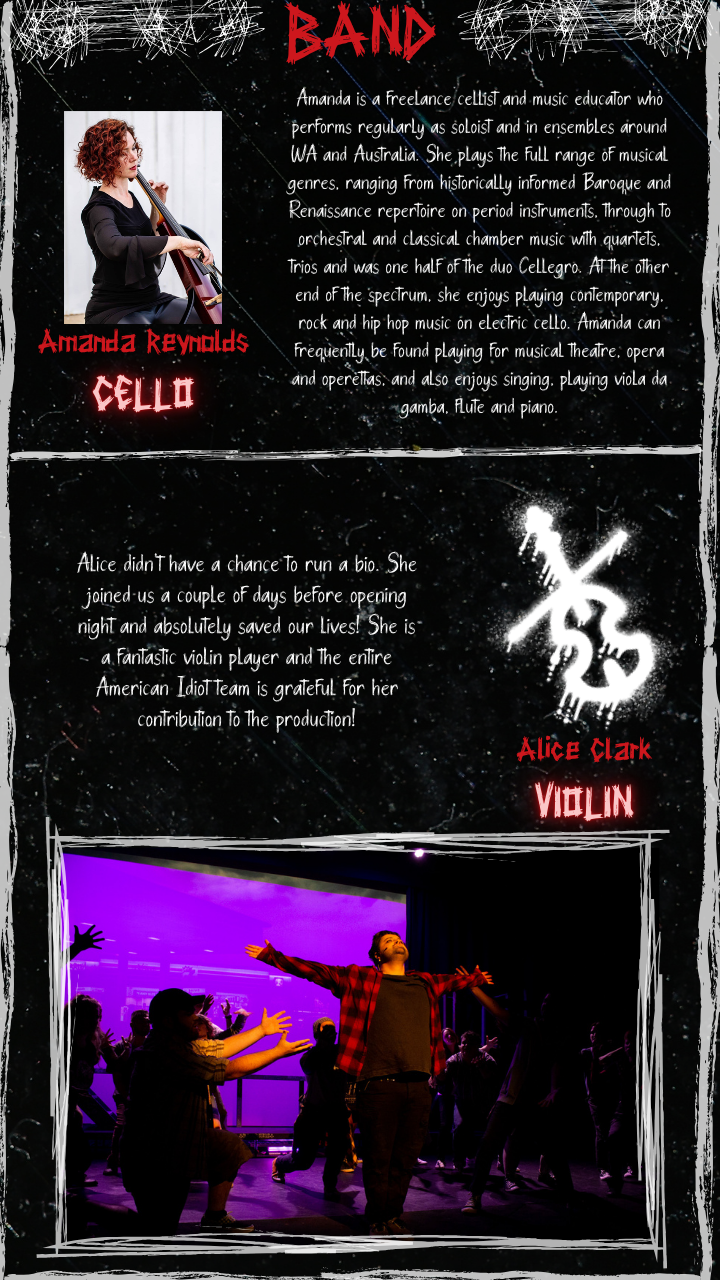 BAND
Amanda is a freelance cellist and music educator who
performs regularly as soloist and in ensembles around
WA and Australia. She plays the full range of musical
genres, ranging from historically informed Baroque and
Renaissance repertoire on period instruments, through to
orchestral and classical chamber music with quartets,
trios and was one half of the duo Cellegro. At the other
end of the spectrum, she enjoys playing contemporary,
rock and hip hop music on electric cello. Amanda can
frequently be found playing for musical theatre, opera
and operettas, and also enjoys singing, playing viola da
gamba, flute and piano.
Amanda Reynolds
CELLO
Alice didn't have a chance to run a bio. She
joined us a couple of days before opening
night and absolutely saved our lives! She is
a fantastic violin player and the entire
American Idiot team is grateful for her
contribution to the production!
Alice Clark
VIOLIN